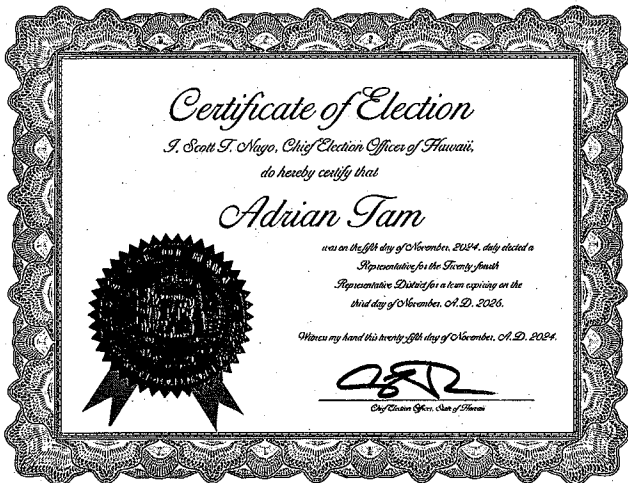 Certificate of Election
I, Scott T. Nago, Chief Election Officer of Hawaii,
do hereby certify that
Adrian Tam
was on the fifth day of November, 2024, duly elected a
Representative for the Twenty-fourth
Representative District for a term expiring on the
third day of November, A.D. 2026.
Witness my hand this twenty-fifth day of November, A.D. 2024.
Chief Election Officer, State of Hawaii